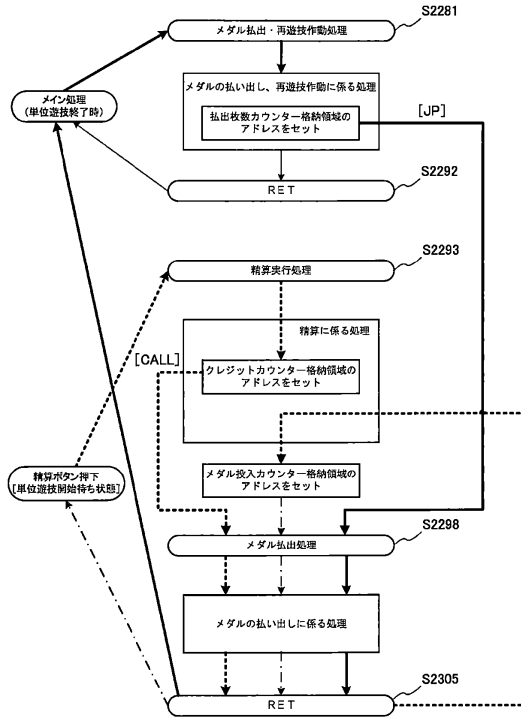 S2281
メダル払出・再遊技作動処理
メイン処理
(単位遊技終了時)
メダルの払い出し、再遊技作動に係る処理
払出枚数カウンター格納領域の
アドレスをセット
[JP]
S2292
RET
S2293
精算実行処理
精算に係る処理
[CALL]
クレジットカウンター格納領域の
アドレスをセット
精算ボタン押下
[単位遊技開始待ち状態]
メダル投入カウンター格納領域の
アドレスをセット
S2298
メダル払出処理
メダルの払い出しに係る処理
S2305
RET